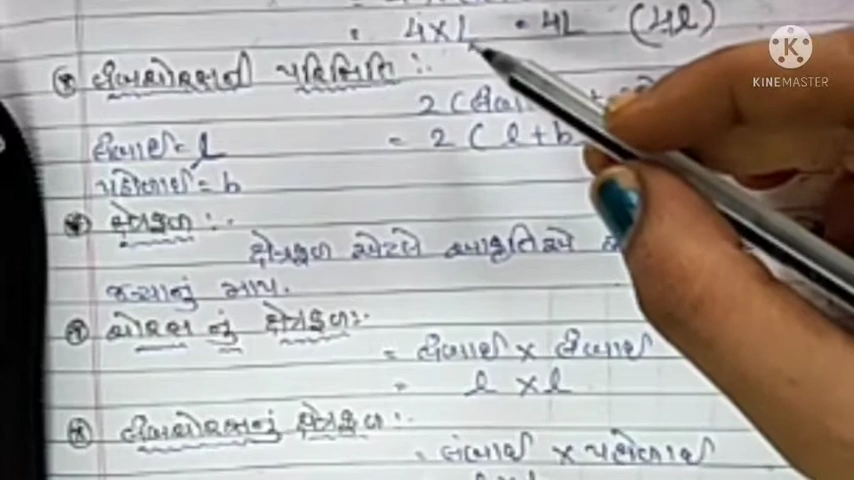 = 4 × L = 4L (4l)
લંબચોરસની પરિમિતિ :.
2 (લંબાઈ +
લંબાઈ = l = 2 ( l + b
પહોળાઈ = b
ક્ષેત્રફળ :.
ક્ષેત્રફળ એટલે આકૃતિએ
જગ્યાનું માપ.
ચોરસ નું ક્ષેત્રફળ :.
= લંબાઈ × લંબાઈ
= l × l
લંબચોરસનું ક્ષેત્રફળ :.
= લંબાઈ × પહોળાઈ
KINEMASTER